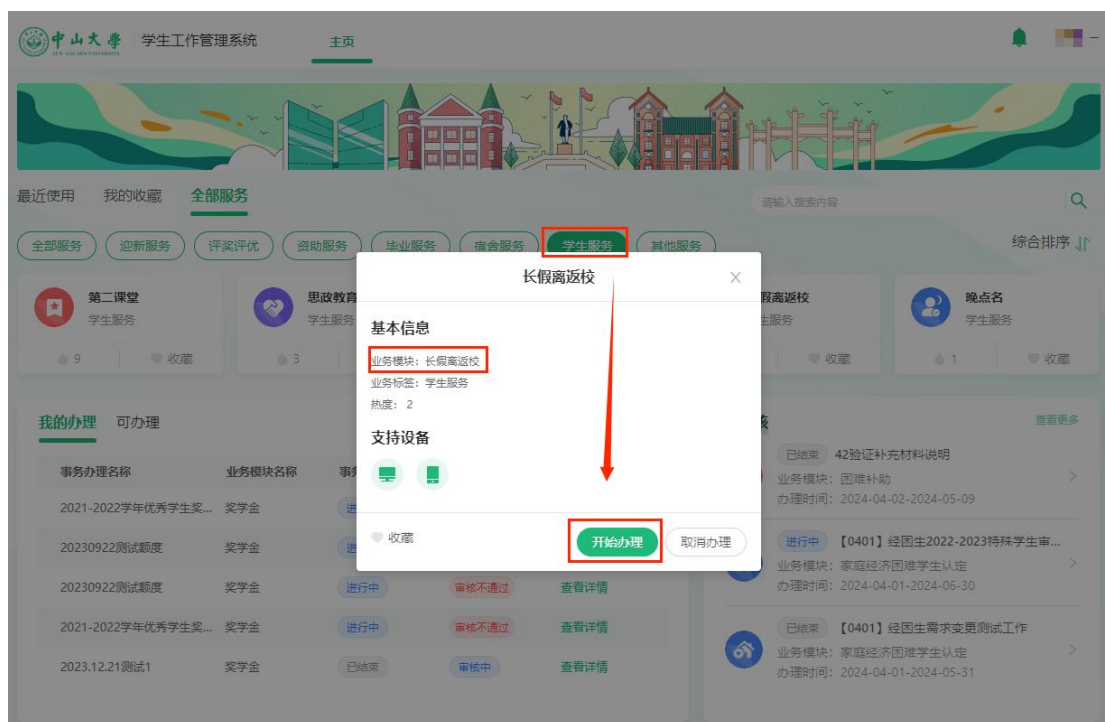 中山大学 学生工作管理系统 主页
最近使用 我的收藏 全部服务 请输入搜索内容
全部服务 迎新服务 评奖评优 资助服务 毕业服务 宿舍服务 学生服务 其他服务 综合排序
长假离返校
第二课堂 思政教育 假离返校 晚点名
学生服务 学生服务 生服务 学生服务
9 收藏 3 收藏 1 收藏
基本信息
业务模块：长假离返校
业务标签：学生服务
热度：2
支持设备
收藏 开始办理 取消办理
我的办理 可办理 查看更多
事务办理名称 业务模块名称
2021-2022学年优秀学生奖... 奖学金
20230922测试额度 奖学金
20230922测试额度 奖学金 进行中 审核不通过 查看详情
2021-2022学年优秀学生奖... 奖学金 进行中 审核不通过 查看详情
2023.12.21测试1 奖学金 已结束 审核中 查看详情
已结束 42验证补充材料说明
业务模块：困难补助
办理时间：2024-04-02-2024-05-09
进行中 【0401】经困生2022-2023特殊学生审...
业务模块：家庭经济困难学生认定
办理时间：2024-04-01-2024-06-30
已结束 【0401】经困生需求变更测试工作
业务模块：家庭经济困难学生认定
办理时间：2024-04-01-2024-05-31